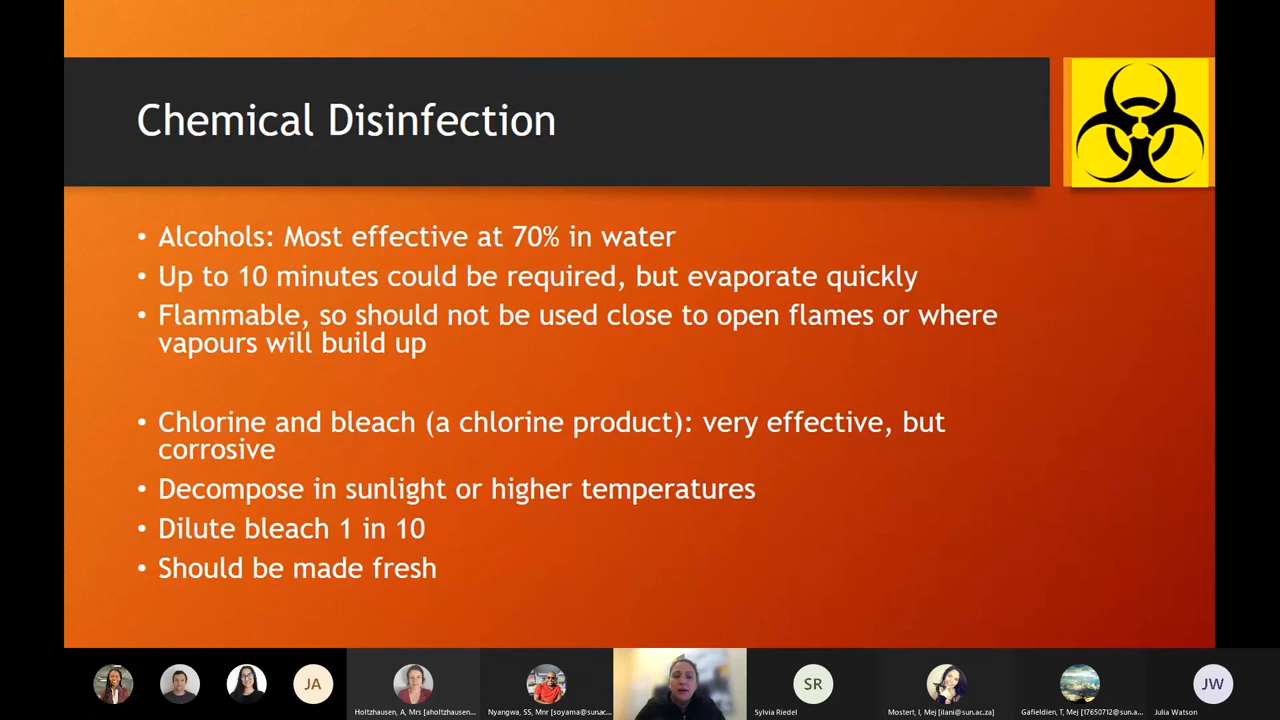 Chemical Disinfection
• Alcohols: Most effective at 70% in water
• Up to 10 minutes could be required, but evaporate quickly
• Flammable, so should not be used close to open flames or where
vapours will build up
• Chlorine and bleach (a chlorine product): very effective, but
corrosive
• Decompose in sunlight or higher temperatures
• Dilute bleach 1 in 10
• Should be made fresh
JA
SR
JW
Holtzhausen, A, Mrs [aholtzhausen...
Nyangwa, SS, Mnr [soyama@sunac...
Sylvia Riedel
Mostert, I, Mej [ilani@sun.ac.za]
Gafieldien, T, Mej [17650712@sun.a...
Julia Watson